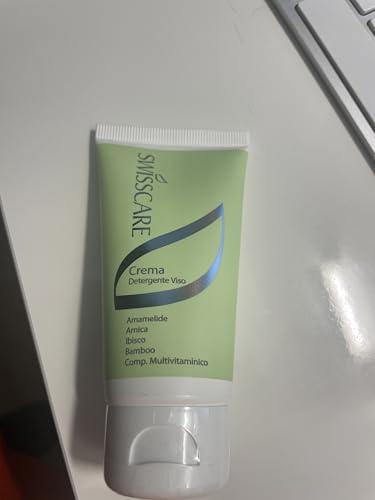 SWISSCARE
Crema
Detergente Viso
Amamelide
Arnica
Ibisco
Bamboo
Comp. Multivitaminico